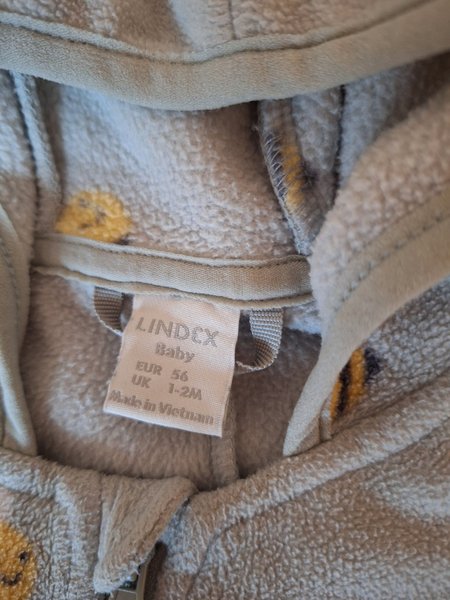 LINDEX
Baby
EUR 56
UK 1-2M
Made in Vietnam